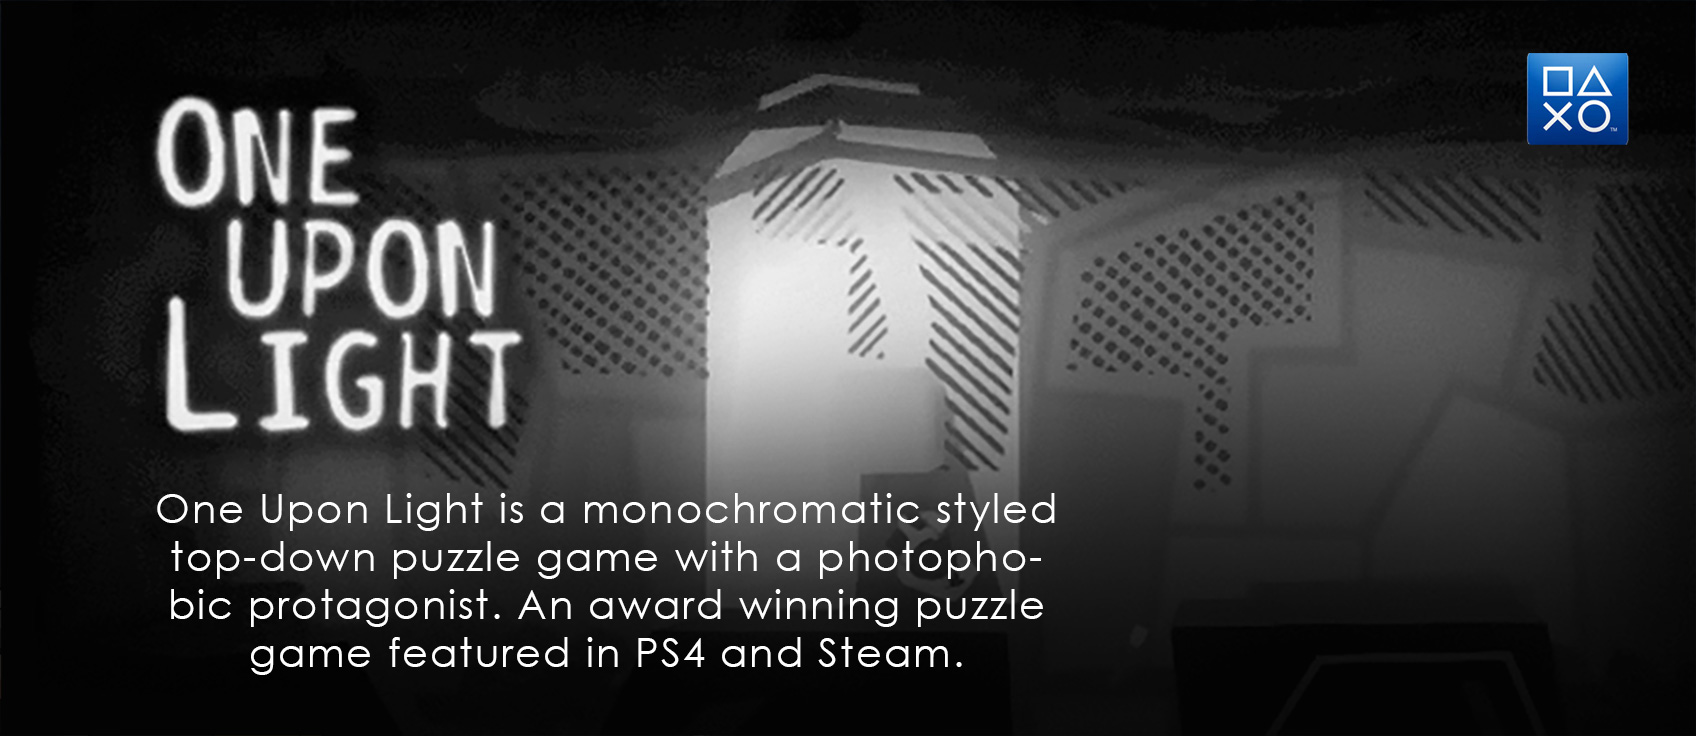 ONE
UPON
LIGHT
One Upon Light is a monochromatic styled
top-down puzzle game with a photopho-
bic protagonist. An award winning puzzle
game featured in PS4 and Steam.
TM